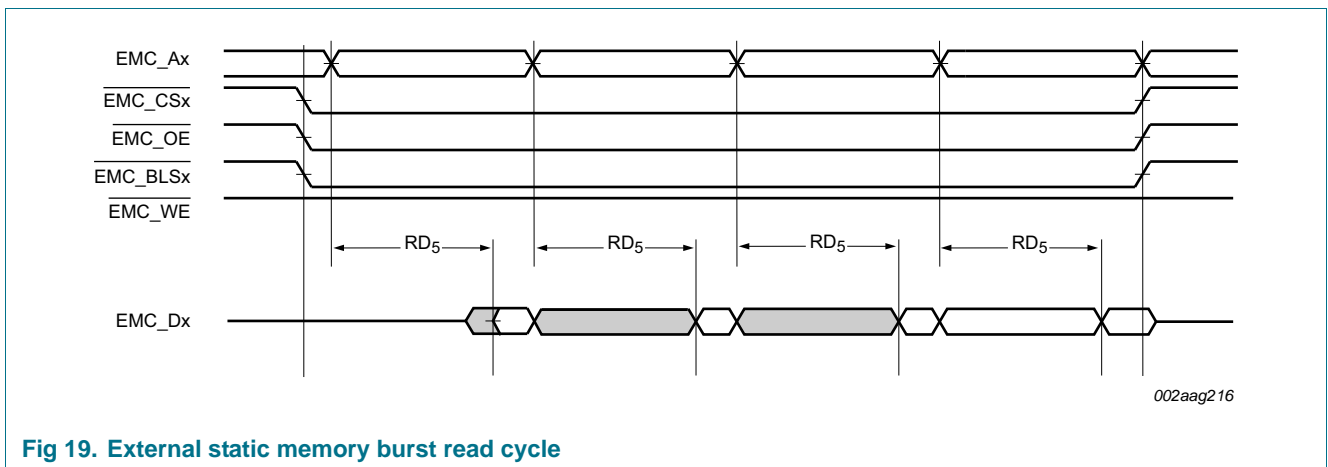 EMC_Ax
EMC_CSx
EMC_OE
EMC_BLSx
EMC_WE
RD5 RD5 RD5 RD5
EMC_Dx
002aag216
Fig 19. External static memory burst read cycle